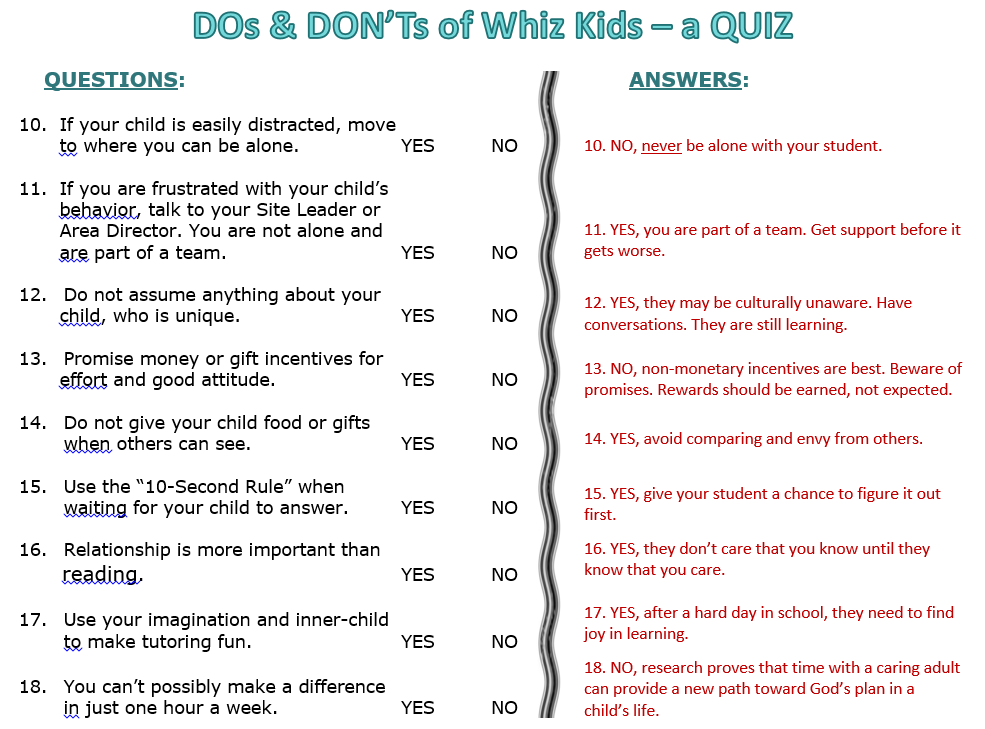 DOs & DON'Ts of Whiz Kids – a QUIZ
QUESTIONS:
10. If your child is easily distracted, move
to where you can be alone. YES NO
11. If you are frustrated with your child's
behavior, talk to your Site Leader or
Area Director. You are not alone and
are part of a team. YES NO
12. Do not assume anything about your
child, who is unique. YES NO
13. Promise money or gift incentives for
effort and good attitude. YES NO
14. Do not give your child food or gifts
when others can see. YES NO
15. Use the “10-Second Rule” when
waiting for your child to answer. YES NO
16. Relationship is more important than
reading. YES NO
17. Use your imagination and inner-child
to make tutoring fun. YES NO
18. You can't possibly make a difference
in just one hour a week. YES NO
ANSWERS:
10. NO, never be alone with your student.
11. YES, you are part of a team. Get support before it
gets worse.
12. YES, they may be culturally unaware. Have
conversations. They are still learning.
13. NO, non-monetary incentives are best. Beware of
promises. Rewards should be earned, not expected.
14. YES, avoid comparing and envy from others.
15. YES, give your student a chance to figure it out
first.
16. YES, they don't care that you know until they
know that you care.
17. YES, after a hard day in school, they need to find
joy in learning.
18. NO, research proves that time with a caring adult
can provide a new path toward God's plan in a
child's life.